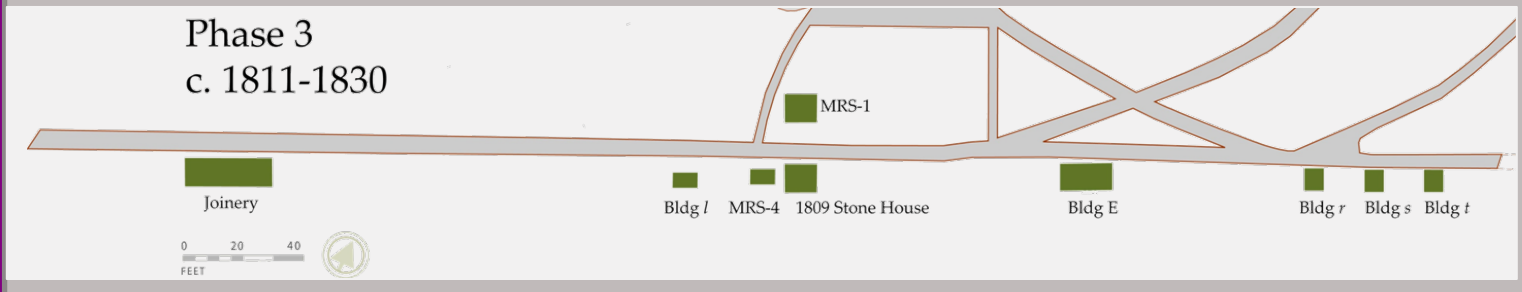 Phase 3
c. 1811-1830
MRS-1
Joinery
Bldg l
MRS-4
1809 Stone House
Bldg E
Bldg r
Bldg s
Bldg t
0 20 40
FEET